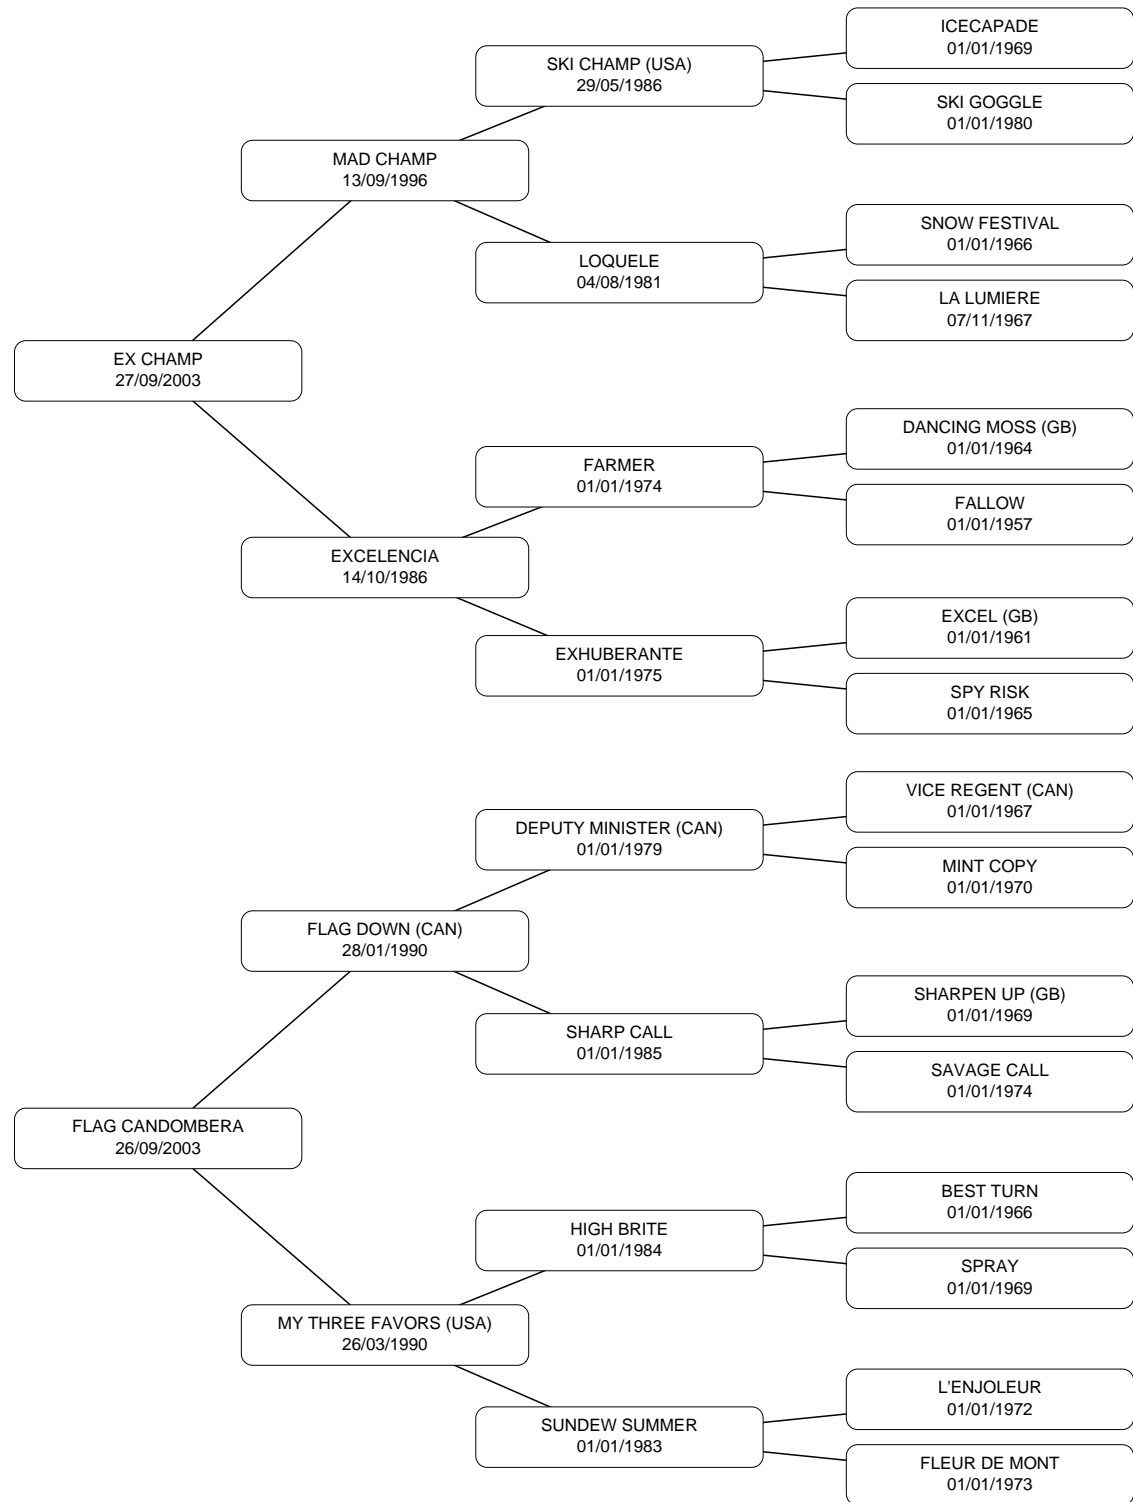 ICECAPADE
01/01/1969
SKI CHAMP (USA)
29/05/1986
SKI GOGGLE
01/01/1980
MAD CHAMP
13/09/1996
SNOW FESTIVAL
01/01/1966
LOQUELE
04/08/1981
LA LUMIERE
07/11/1967
EX CHAMP
27/09/2003
DANCING MOSS (GB)
01/01/1964
FARMER
01/01/1974
FALLOW
01/01/1957
EXCELENCIA
14/10/1986
EXCEL (GB)
01/01/1961
EXHUBERANTE
01/01/1975
SPY RISK
01/01/1965
VICE REGENT (CAN)
01/01/1967
DEPUTY MINISTER (CAN)
01/01/1979
MINT COPY
01/01/1970
FLAG DOWN (CAN)
28/01/1990
SHARPEN UP (GB)
01/01/1969
SHARP CALL
01/01/1985
SAVAGE CALL
01/01/1974
FLAG CANDOMBERA
26/09/2003
BEST TURN
01/01/1966
HIGH BRITE
01/01/1984
SPRAY
01/01/1969
MY THREE FAVORS (USA)
26/03/1990
L'ENJOLEUR
01/01/1972
SUNDEW SUMMER
01/01/1983
FLEUR DE MONT
01/01/1973